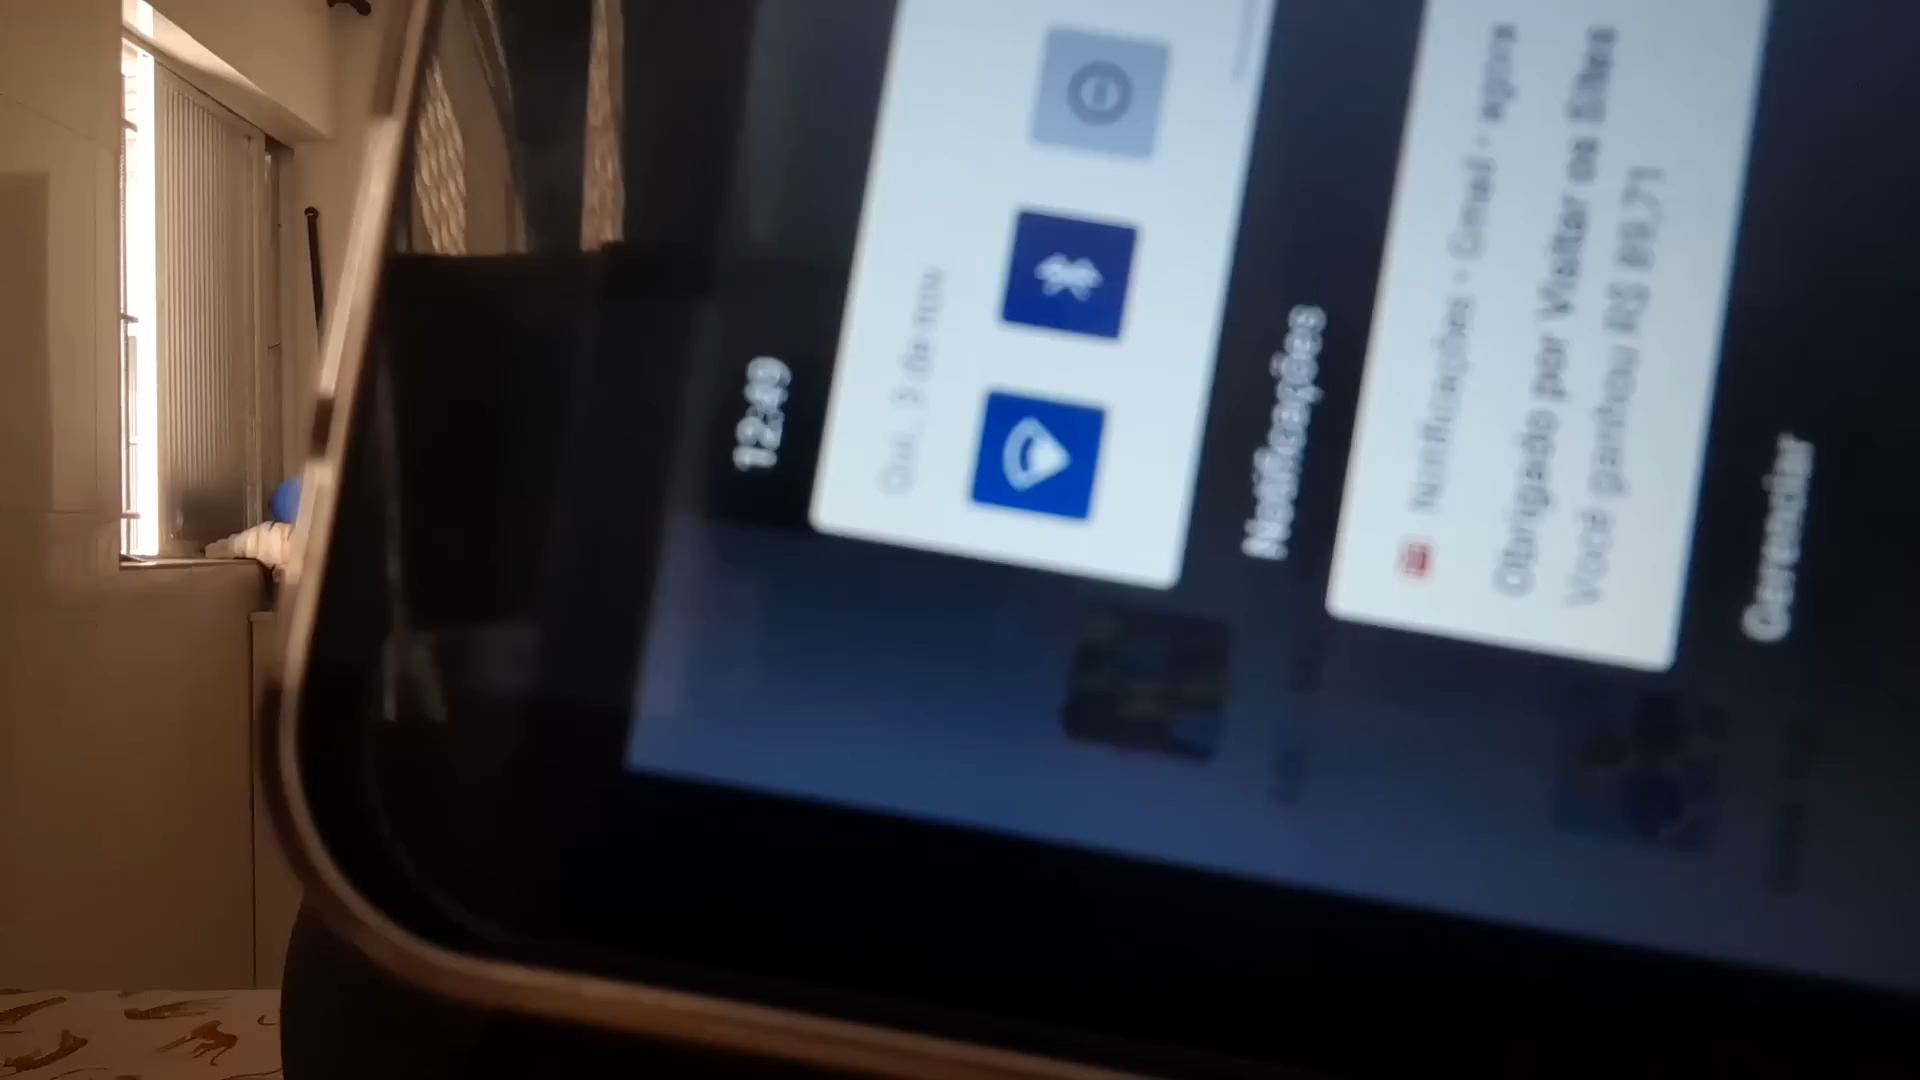 12:49
Qui., 3 de nov
Notificações
Notificações • Gmail • agora
Obrigado por Visitar os Sites
Você ganhou R$ 89,71
Gerenciar